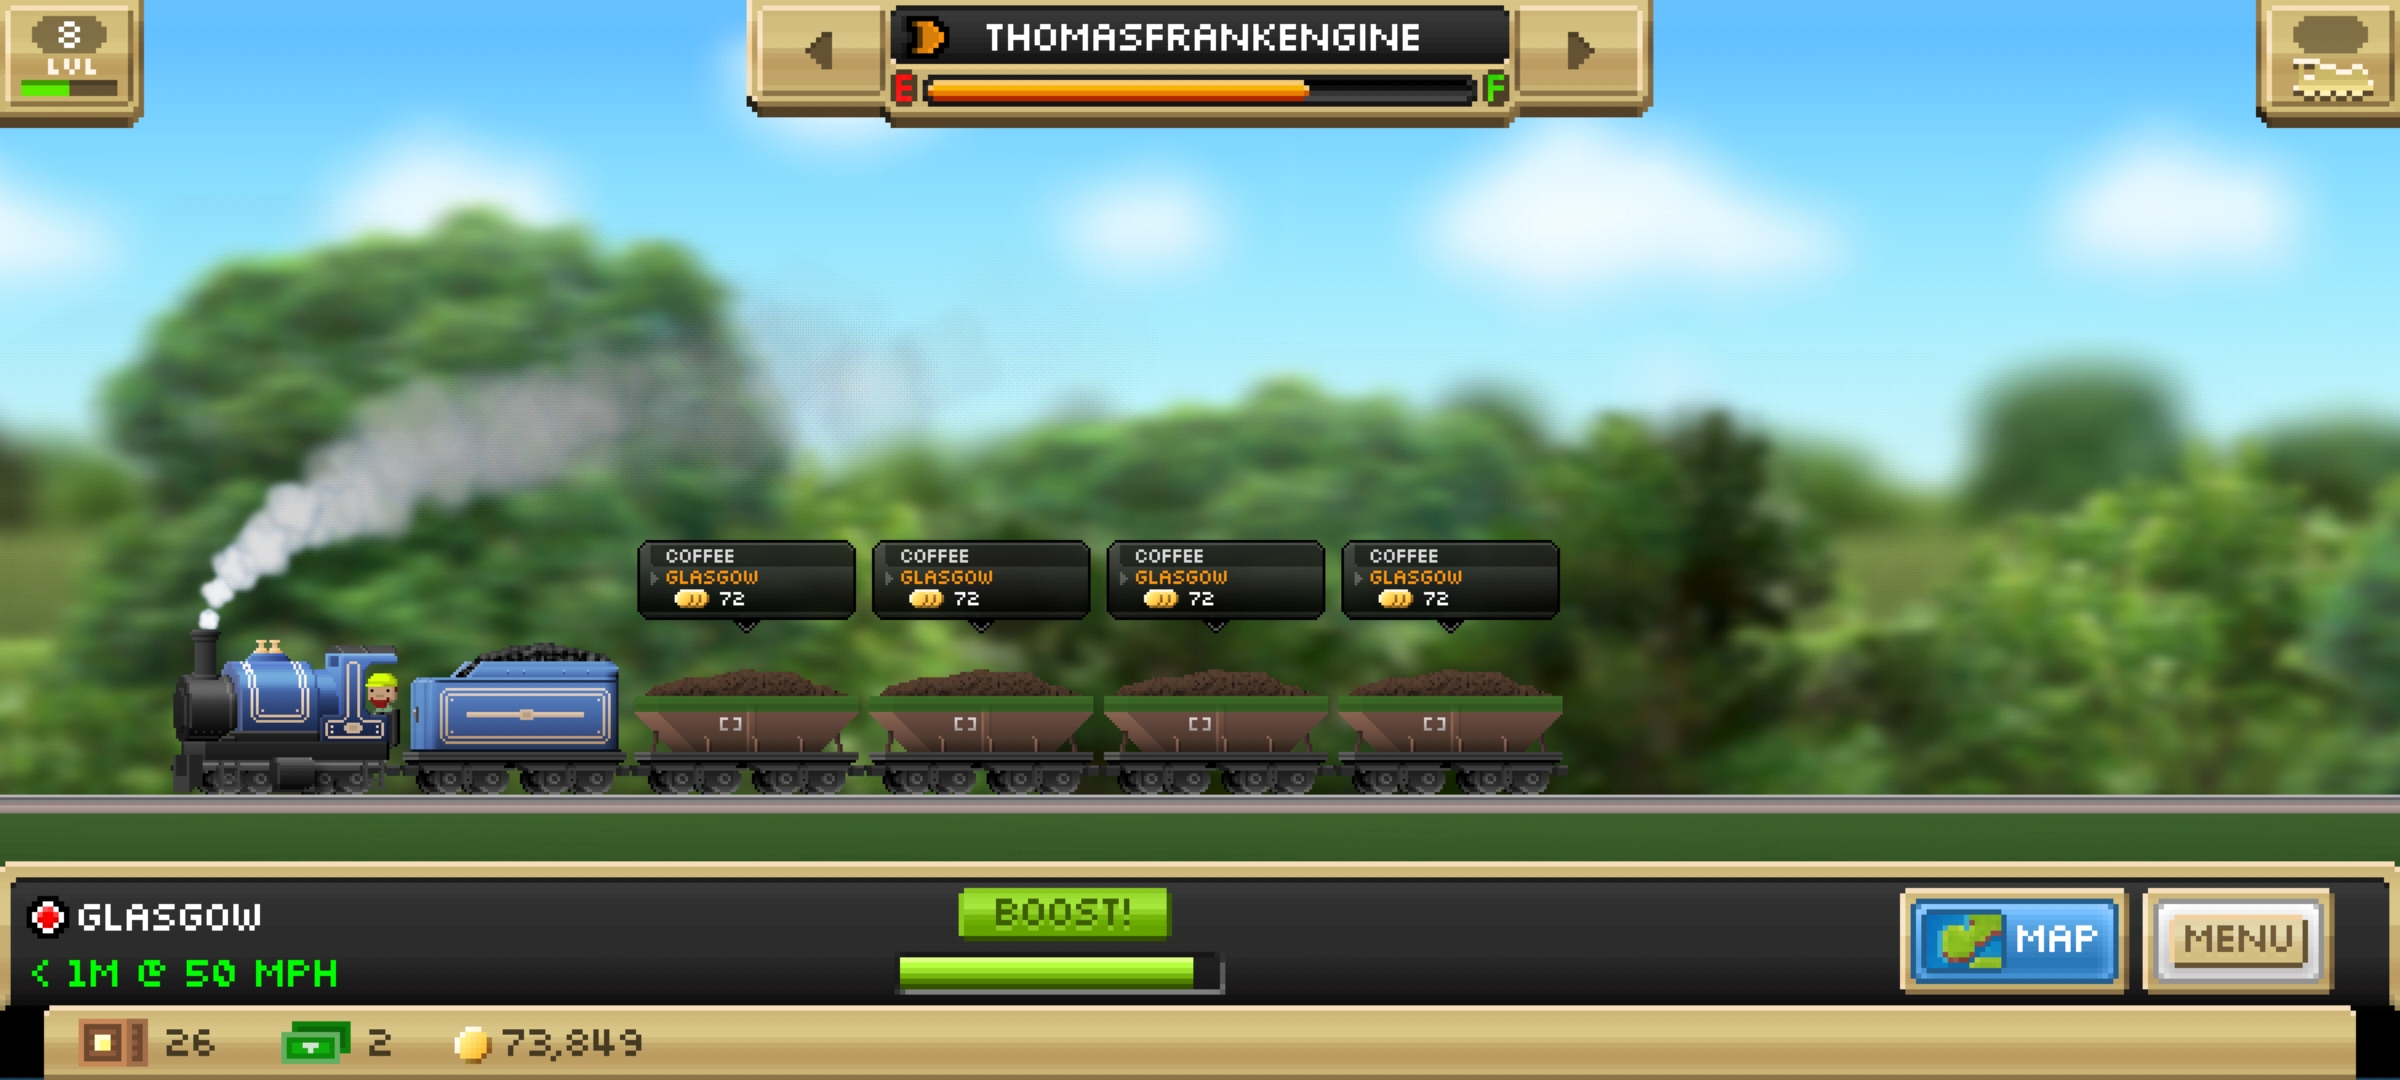 8
LVL
THOMASFRANKENGINE
E F
COFFEE
GLASGOW
72
COFFEE
GLASGOW
72
COFFEE
GLASGOW
72
COFFEE
GLASGOW
72
GLASGOW
< 1M @ 50 MPH
BOOST!
MAP
MENU
26
2
73,849